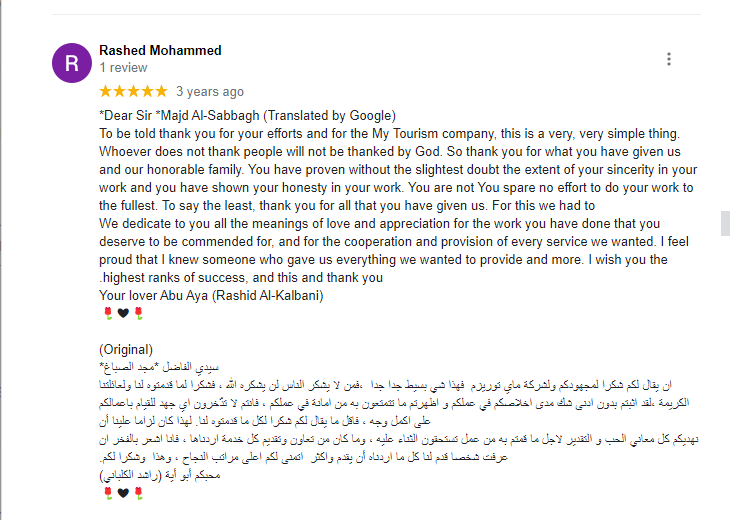 R
Rashed Mohammed
1 review
3 years ago
*Dear Sir *Majd Al-Sabbagh (Translated by Google)
To be told thank you for your efforts and for the My Tourism company, this is a very, very simple thing.
Whoever does not thank people will not be thanked by God. So thank you for what you have given us
and our honorable family. You have proven without the slightest doubt the extent of your sincerity in your
work and you have shown your honesty in your work. You are not You spare no effort to do your work to
the fullest. To say the least, thank you for all that you have given us. For this we had to
We dedicate to you all the meanings of love and appreciation for the work you have done that you
deserve to be commended for, and for the cooperation and provision of every service we wanted. I feel
proud that I knew someone who gave us everything we wanted to provide and more. I wish you the
.highest ranks of success, and this and thank you
Your lover Abu Aya (Rashid Al-Kalbani)
🌷🖤🌷
(Original)
سيدي الفاضل *مجد الصباغ*
ان يقال لكم شكرا لمجهودكم ولشركة ماي توريزم فهذا شي بسيط جدا جدا ،فمن لا يشكر الناس لن يشكره الله ، فشكرا لما قدمتوه لنا ولعائلتنا
الكريمة ،لقد اثبتم بدون ادنى شك مدى اخلاصكم في عملكم و اظهرتم ما تتمتعون به من امانة في عملكم ، فانتم لا تدّخرون اي جهد للقيام باعمالكم
على اكمل وجه ، فاقل ما يقال لكم شكرا لكل ما قدمتوه لنا. لهذا كان لزاما علينا أن
نهديكم كل معاني الحب و التقدير لاجل ما قمتم به من عمل تستحقون الثناء عليه ، وما كان من تعاون وتقديم كل خدمة اردناها ، فانا اشعر بالفخر ان
عرفت شخصا قدم لنا كل ما اردناه أن يقدم واكثر اتمنى لكم اعلى مراتب النجاح ، وهذا وشكرا لكم.
محبكم أبو أية (راشد الكلباني)
🌷🖤🌷